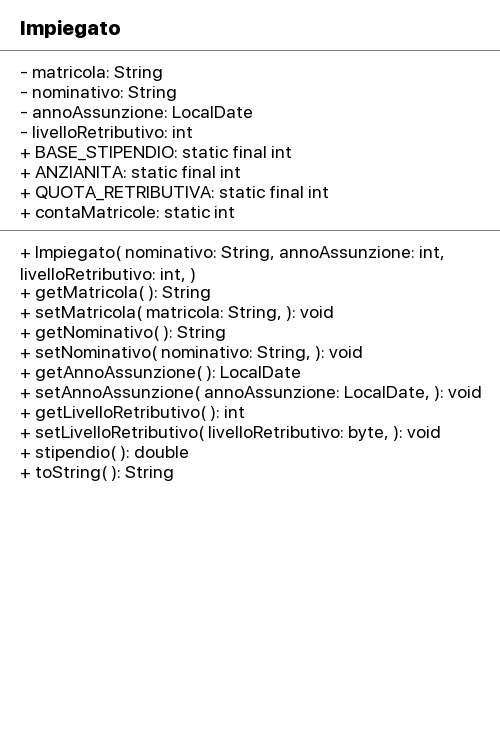 Impiegato
- matricola: String
- nominativo: String
- annoAssunzione: LocalDate
- livelloRetributivo: int
+ BASE_STIPENDIO: static final int
+ ANZIANITA: static final int
+ QUOTA_RETRIBUTIVA: static final int
+ contaMatricole: static int
+ Impiegato( nominativo: String, annoAssunzione: int,
livelloRetributivo: int, )
+ getMatricola( ): String
+ setMatricola( matricola: String, ): void
+ getNominativo( ): String
+ setNominativo( nominativo: String, ): void
+ getAnnoAssunzione( ): LocalDate
+ setAnnoAssunzione( annoAssunzione: LocalDate, ): void
+ getLivelloRetributivo( ): int
+ setLivelloRetributivo( livelloRetributivo: byte, ): void
+ stipendio( ): double
+ toString( ): String